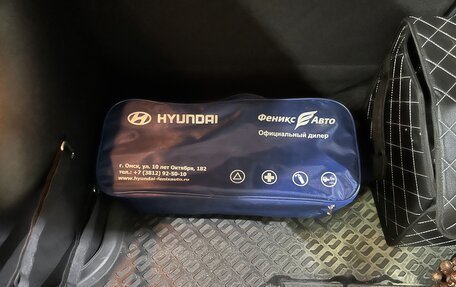 HYUNDAI
Феникс Авто
Официальный дилер
г. Омск, ул. 10 лет Октября, 182
тел.: +7 (3812) 92-50-10
www.hyundai-fenixauto.ru